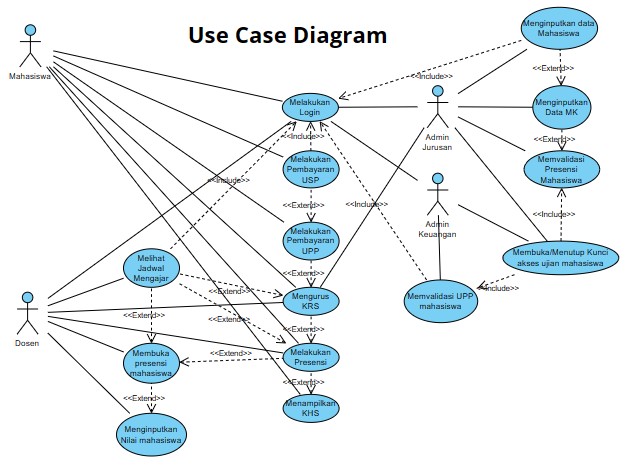 Use Case Diagram
Menginputkan data
Mahasiswa
Mahasiswa
<<Include>>
<<Extend>>
Melakukan
Login
Menginputkan
Data MK
Admin
Jurusan
<<Include>>
<<Extend>>
Melakukan
Pembayaran
USP
Memvalidasi
Presensi
Mahasiswa
<<Include>>
<<Extend>>
<<Include>>
<<Include>>
Melakukan
Pembayaran
UPP
Admin
Keuangan
Melihat
Jadwal
Mengajar
<<Extend>>
Membuka/Menutup Kunci
akses ujian mahasiswa
<<Extend>>
<<Include>>
Mengurus
KRS
Memvalidasi UPP
mahasiswa
Dosen
<<Extend>>
<<Extend>>
<<Extend>>
Membuka
presensi
mahasiswa
<<Extend>>
Melakukan
Presensi
<<Extend>>
<<Extend>>
Menampilkan
KHS
Menginputkan
Nilai mahasiswa